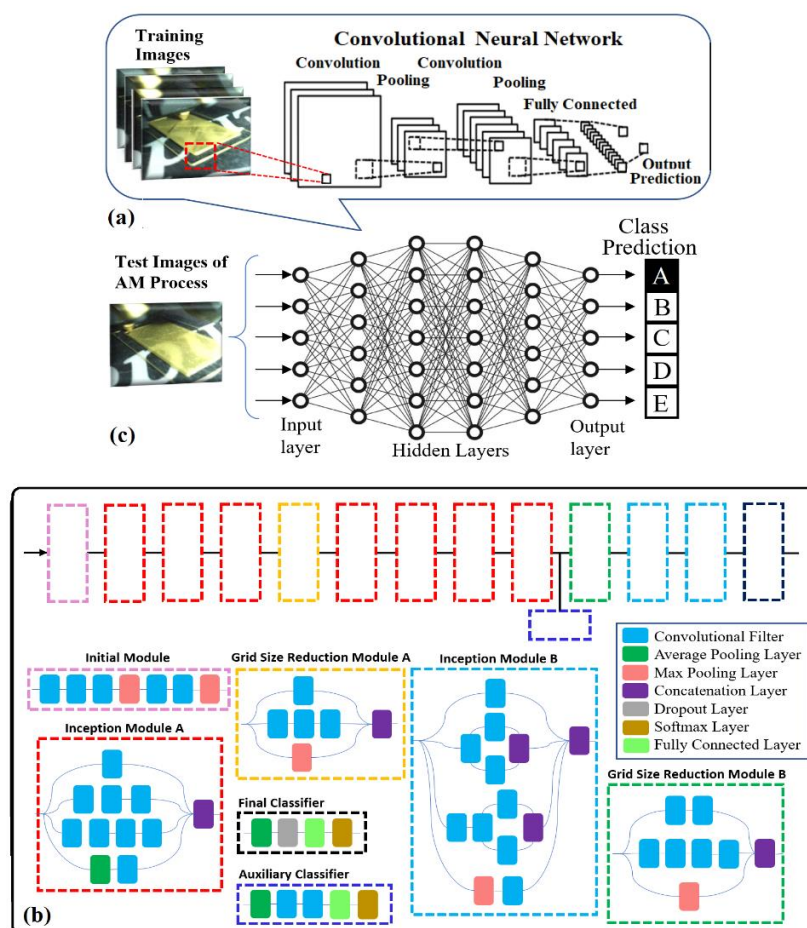 Training
Images
Convolutional Neural Network
Convolution
Convolution
Pooling
Pooling
Fully Connected
Output
Prediction
(a)
Class
Prediction
Test Images of
AM Process
A
B
C
D
E
Input
layer
Hidden Layers
Output
layer
(c)
Initial Module
Grid Size Reduction Module A
Inception Module B
Convolutional Filter
Average Pooling Layer
Max Pooling Layer
Concatenation Layer
Dropout Layer
Softmax Layer
Fully Connected Layer
Inception Module A
Grid Size Reduction Module B
Final Classifier
Auxiliary Classifier
(b)